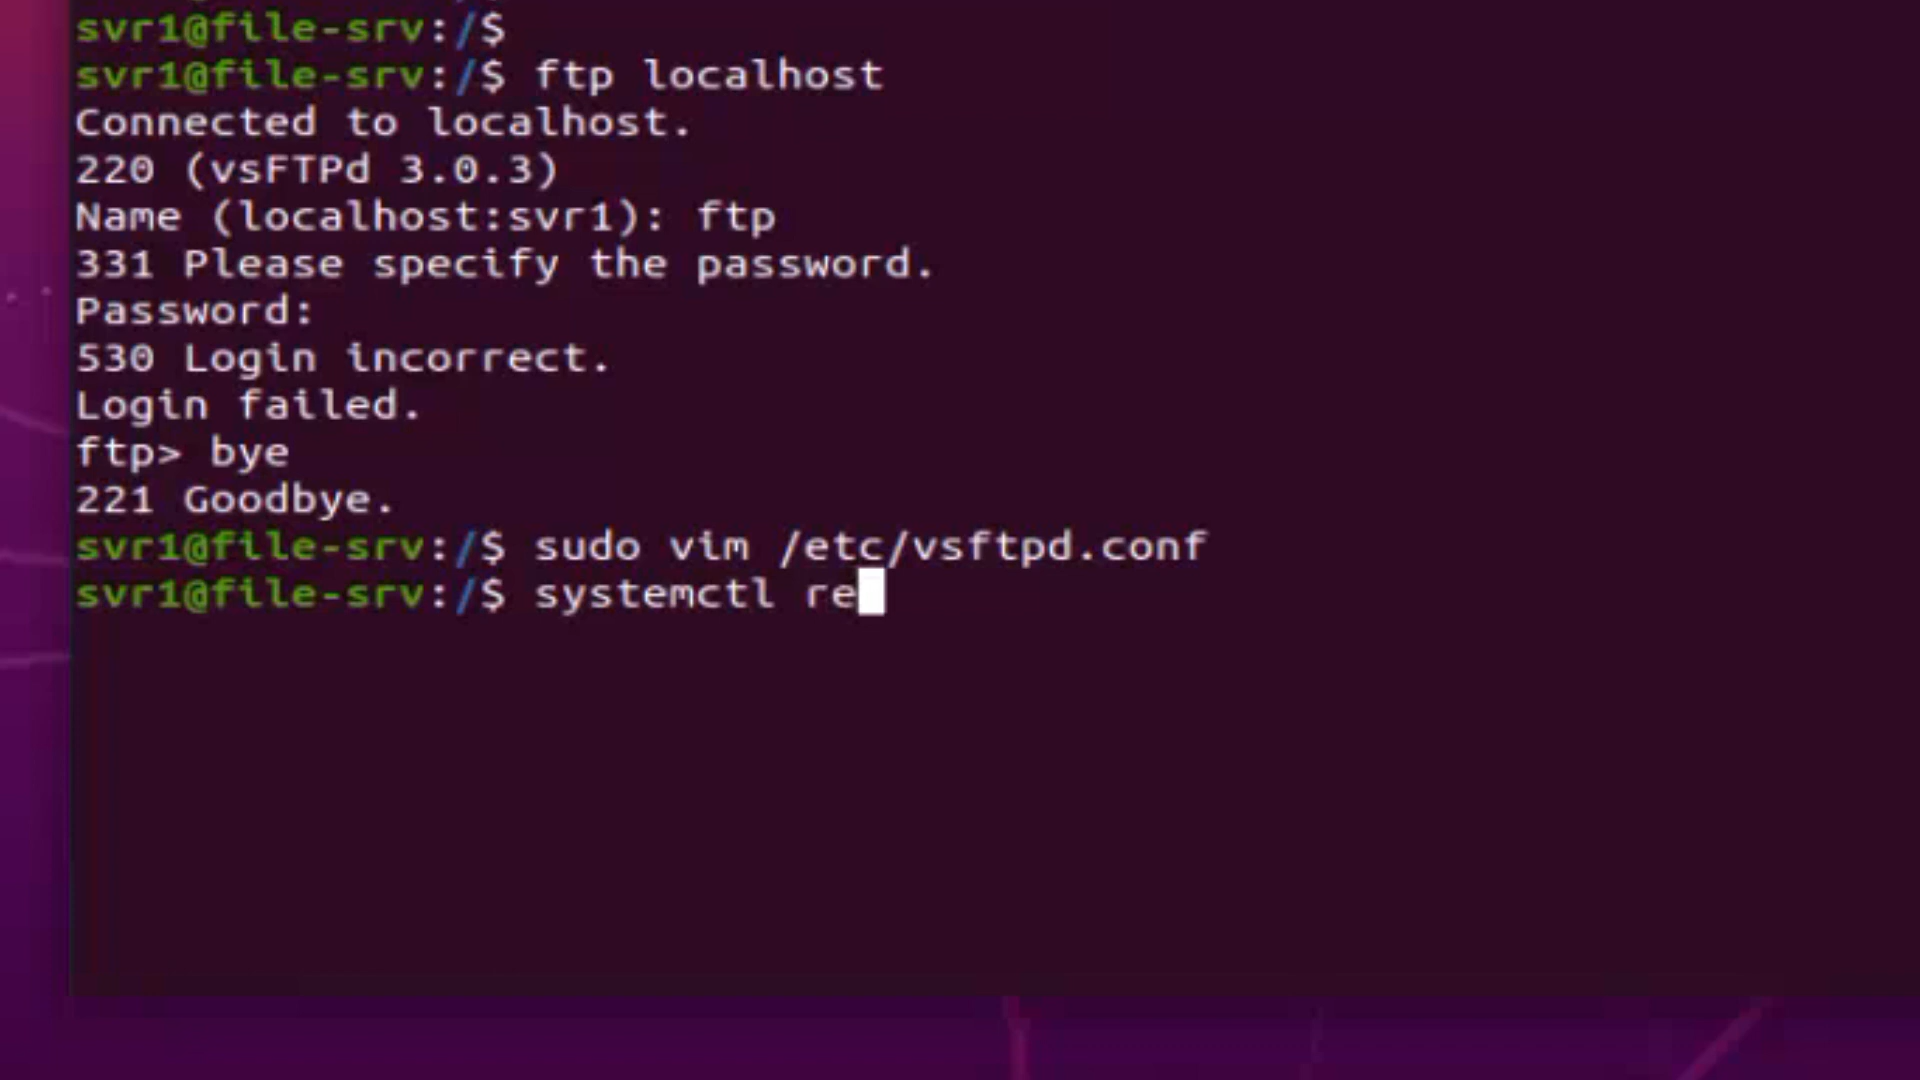 svr1@file-srv:/$
svr1@file-srv:/$ ftp localhost
Connected to localhost.
220 (vsFTPd 3.0.3)
Name (localhost:svr1): ftp
331 Please specify the password.
Password:
530 Login incorrect.
Login failed.
ftp> bye
221 Goodbye.
svr1@file-srv:/$ sudo vim /etc/vsftpd.conf
svr1@file-srv:/$ systemctl re